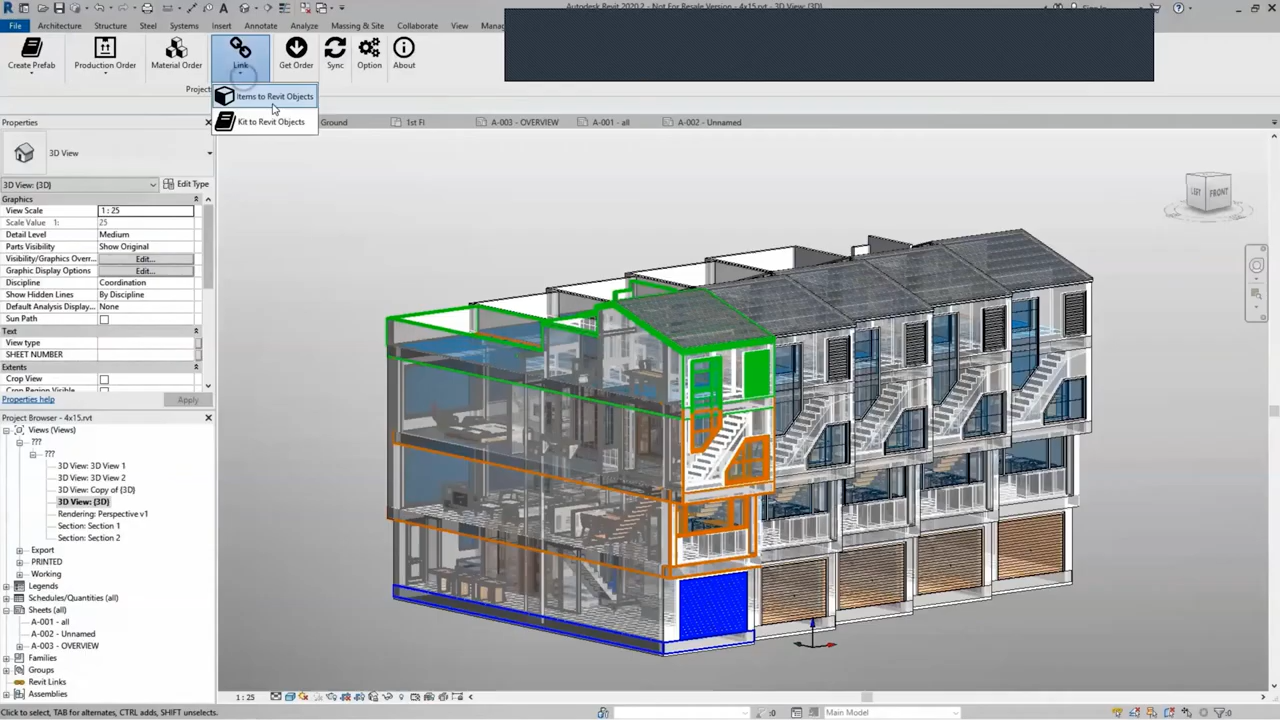 Autodesk Revit 2020.2 - Not For Resale Version - 4x15.rvt - 3D View: {3D}
File Architecture Structure Steel Systems Insert Annotate Analyze Massing & Site Collaborate View
Create Prefab Production Order Material Order Link Get Order Sync Option About
Project
Items to Revit Objects
Kit to Revit Objects
Properties
Ground 1st Fl A-003 - OVERVIEW A-001 - all A-002 - Unnamed
3D View
3D View: {3D} Edit Type
Graphics
View Scale 1 : 25
Scale Value 1: 25
Detail Level Medium
Parts Visibility Show Original
Visibility/Graphics Overr... Edit...
Graphic Display Options Edit...
Discipline Coordination
Show Hidden Lines By Discipline
Default Analysis Display... None
Sun Path
Text
View type
SHEET NUMBER
Extents
Crop View
Crop Region Visible
Properties help Apply
LEFT FRONT
Project Browser - 4x15.rvt
Views (Views)
???
???
3D View: 3D View 1
3D View: 3D View 2
3D View: Copy of {3D}
3D View: {3D}
Rendering: Perspective v1
Section: Section 1
Section: Section 2
Export
PRINTED
Working
Legends
Schedules/Quantities (all)
Sheets (all)
A-001 - all
A-002 - Unnamed
A-003 - OVERVIEW
Families
Groups
Revit Links
Assemblies
1 : 25
Click to select, TAB for alternates, CTRL adds, SHIFT unselects. :0 Main Model :0